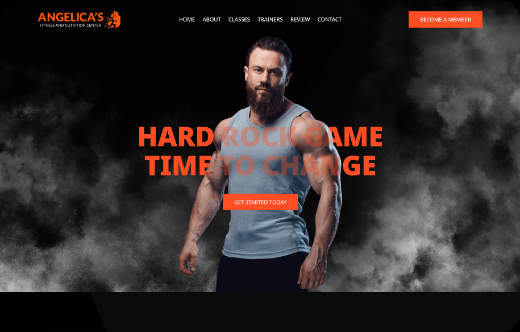 ANGELICA'S
FITNESS AND NUTRITION CENTER
HOME ABOUT CLASSES TRAINERS REVIEW CONTACT
BECOME A MEMBER
HARD ROCK GAME
TIME TO CHANGE
GET STARTED TODAY